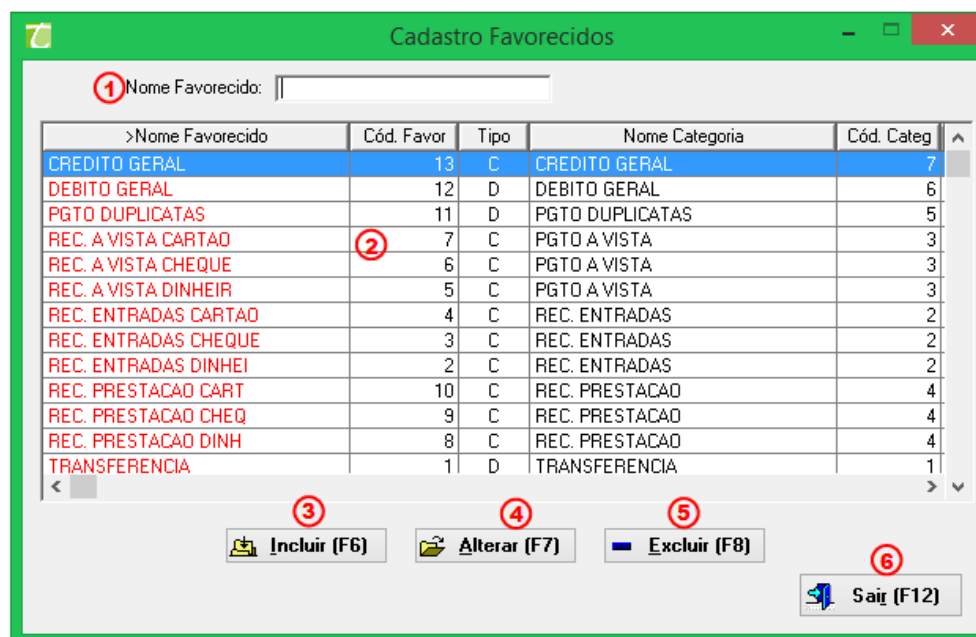 Cadastro Favorecidos
1 Nome Favorecido:
>Nome Favorecido Cód. Favor Tipo Nome Categoria Cód. Categ
CREDITO GERAL 13 C CREDITO GERAL 7
DEBITO GERAL 12 D DEBITO GERAL 6
PGTO DUPLICATAS 11 D PGTO DUPLICATAS 5
REC. A VISTA CARTAO 2 7 C PGTO A VISTA 3
REC. A VISTA CHEQUE 6 C PGTO A VISTA 3
REC. A VISTA DINHEIR 5 C PGTO A VISTA 3
REC. ENTRADAS CARTAO 4 C REC. ENTRADAS 2
REC. ENTRADAS CHEQUE 3 C REC. ENTRADAS 2
REC. ENTRADAS DINHEI 2 C REC. ENTRADAS 2
REC. PRESTACAO CART 10 C REC. PRESTACAO 4
REC. PRESTACAO CHEQ 9 C REC. PRESTACAO 4
REC. PRESTACAO DINH 8 C REC. PRESTACAO 4
TRANSFERENCIA 1 D TRANSFERENCIA 1
3 4 5
Incluir (F6) Alterar (F7) Excluir (F8)
6
Sair (F12)